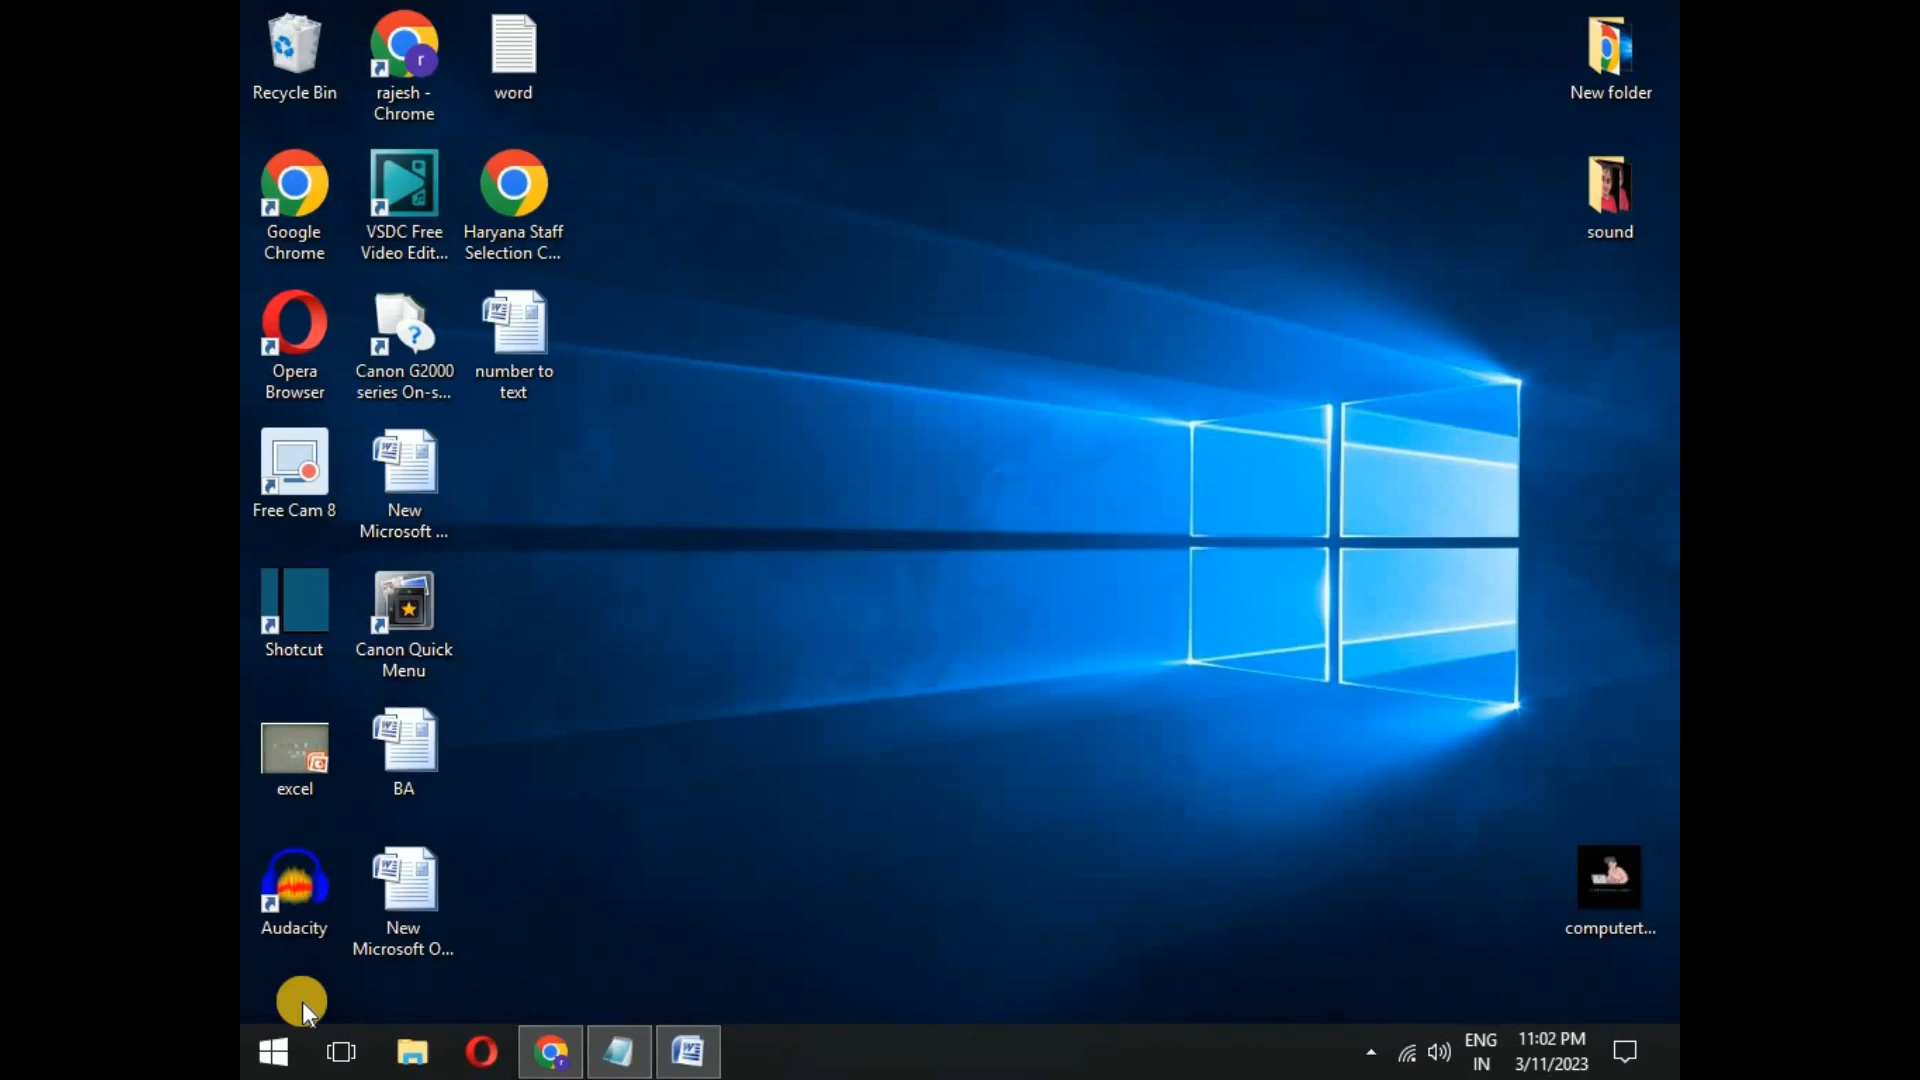 Recycle Bin
rajesh -
Chrome
word
New folder
Google
Chrome
VSDC Free
Video Edit...
Haryana Staff
Selection C...
sound
Opera
Browser
Canon G2000
series On-s...
number to
text
Free Cam 8
New
Microsoft ...
Shotcut
Canon Quick
Menu
excel
BA
Audacity
New
Microsoft O...
computert...
ENG
IN
11:02 PM
3/11/2023